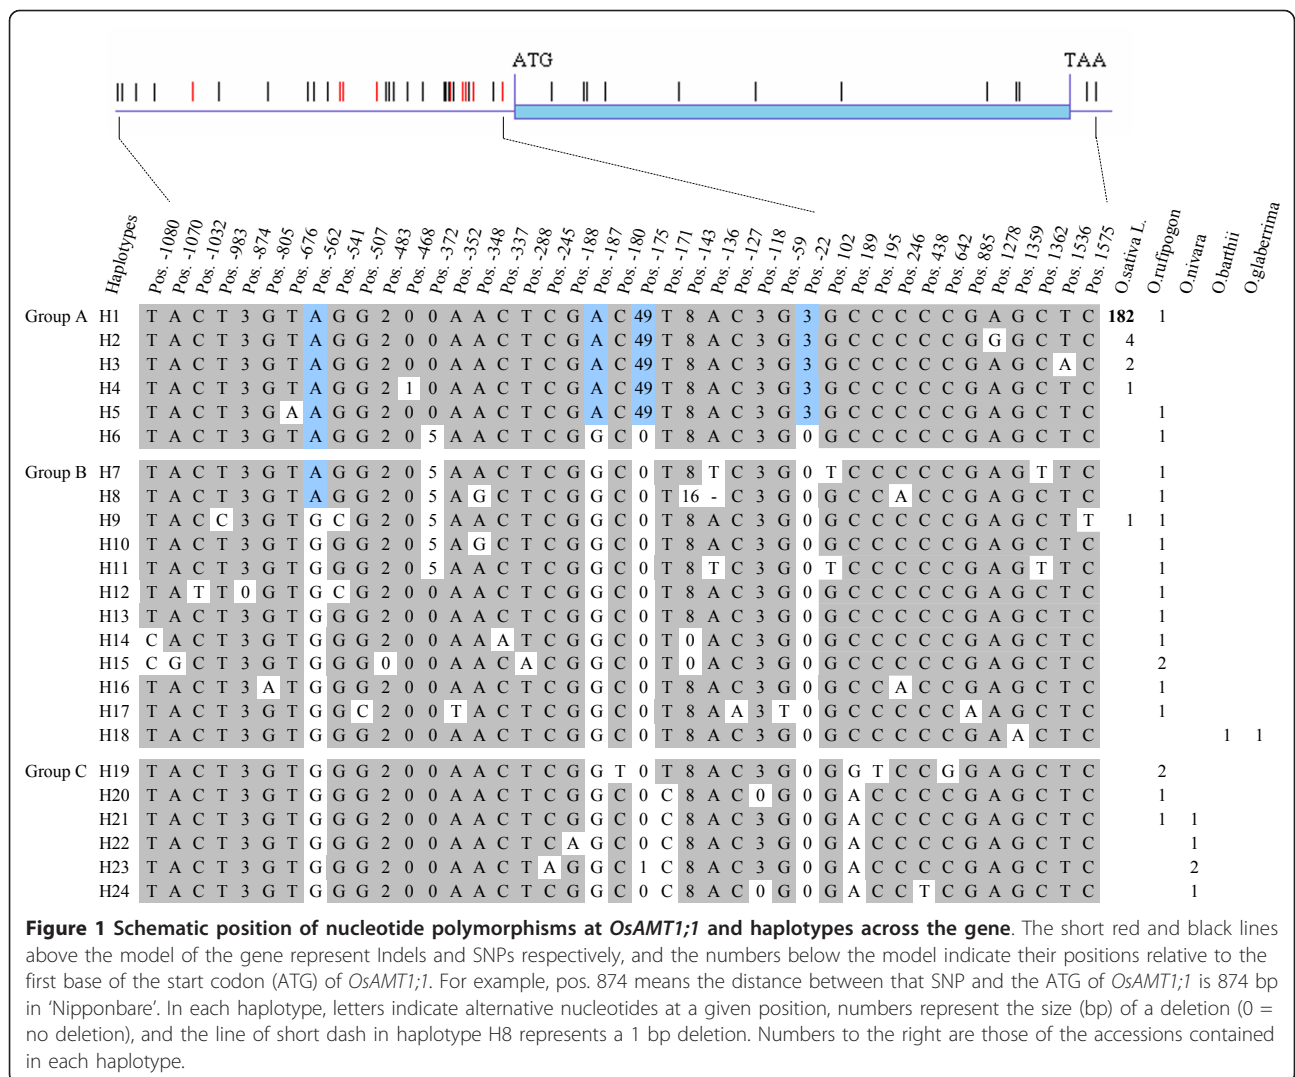 ATG TAA
Haplotypes
Pos. -1080
Pos. -1070
Pos. -1032
Pos. -983
Pos. -874
Pos. -805
Pos. -676
Pos. -562
Pos. -541
Pos. -507
Pos. -483
Pos. -468
Pos. -372
Pos. -352
Pos. -348
Pos. -337
Pos. -288
Pos. -245
Pos. -188
Pos. -187
Pos. -180
Pos. -175
Pos. -171
Pos. -143
Pos. -136
Pos. -127
Pos. -118
Pos. -59
Pos. -22
Pos. 102
Pos. 189
Pos. 195
Pos. 246
Pos. 438
Pos. 642
Pos. 885
Pos. 1278
Pos. 1359
Pos. 1362
Pos. 1536
Pos. 1575
O.sativa L.
O.rufipogon
O.nivara
O.barthii
O.glaberrima
Group A H1 T A C T 3 G T A G G 2 0 0 A A C T C G A C 49 T 8 A C 3 G 3 G C C C C C G A G C T C 182 1
H2 T A C T 3 G T A G G 2 0 0 A A C T C G A C 49 T 8 A C 3 G 3 G C C C C C G G G C T C 4
H3 T A C T 3 G T A G G 2 0 0 A A C T C G A C 49 T 8 A C 3 G 3 G C C C C C G A G C A C 2
H4 T A C T 3 G T A G G 2 1 0 A A C T C G A C 49 T 8 A C 3 G 3 G C C C C C G A G C T C 1
H5 T A C T 3 G A A G G 2 0 0 A A C T C G A C 49 T 8 A C 3 G 3 G C C C C C G A G C T C 1
H6 T A C T 3 G T A G G 2 0 5 A A C T C G G C 0 T 8 A C 3 G 0 G C C C C C G A G C T C 1
Group B H7 T A C T 3 G T A G G 2 0 5 A A C T C G G C 0 T 8 T C 3 G 0 T C C C C C G A G T T C 1
H8 T A C T 3 G T A G G 2 0 5 A G C T C G G C 0 T 16 - C 3 G 0 G C C A C C G A G C T C 1
H9 T A C C 3 G T G C G 2 0 5 A A C T C G G C 0 T 8 A C 3 G 0 G C C C C C G A G C T T 1 1
H10 T A C T 3 G T G G G 2 0 5 A G C T C G G C 0 T 8 A C 3 G 0 G C C C C C G A G C T C 1
H11 T A C T 3 G T G G G 2 0 5 A A C T C G G C 0 T 8 T C 3 G 0 T C C C C C G A G T T C 1
H12 T A T T 0 G T G C G 2 0 0 A A C T C G G C 0 T 8 A C 3 G 0 G C C C C C G A G C T C 1
H13 T A C T 3 G T G G G 2 0 0 A A C T C G G C 0 T 8 A C 3 G 0 G C C C C C G A G C T C 1
H14 C A C T 3 G T G G G 2 0 0 A A A T C G G C 0 T 0 A C 3 G 0 G C C C C C G A G C T C 1
H15 C G C T 3 G T G G G 0 0 0 A A C A C G G C 0 T 0 A C 3 G 0 G C C C C C G A G C T C 2
H16 T A C T 3 A T G G G 2 0 0 A A C T C G G C 0 T 8 A C 3 G 0 G C C A C C G A G C T C 1
H17 T A C T 3 G T G G C 2 0 0 T A C T C G G C 0 T 8 A A 3 T 0 G C C C C C A A G C T C 1
H18 T A C T 3 G T G G G 2 0 0 A A C T C G G C 0 T 8 A C 3 G 0 G C C C C C G A A C T C 1 1
Group C H19 T A C T 3 G T G G G 2 0 0 A A C T C G G T 0 T 8 A C 3 G 0 G G T C C G G A G C T C 2
H20 T A C T 3 G T G G G 2 0 0 A A C T C G G C 0 C 8 A C 0 G 0 G A C C C C G A G C T C 1
H21 T A C T 3 G T G G G 2 0 0 A A C T C G G C 0 C 8 A C 3 G 0 G A C C C C G A G C T C 1 1
H22 T A C T 3 G T G G G 2 0 0 A A C T C A G C 0 C 8 A C 3 G 0 G A C C C C G A G C T C 1
H23 T A C T 3 G T G G G 2 0 0 A A C T A G G C 1 C 8 A C 3 G 0 G A C C C C G A G C T C 2
H24 T A C T 3 G T G G G 2 0 0 A A C T C G G C 0 C 8 A C 0 G 0 G A C C T C G A G C T C 1
Figure 1 Schematic position of nucleotide polymorphisms at OsAMT1;1 and haplotypes across the gene. The short red and black lines
above the model of the gene represent Indels and SNPs respectively, and the numbers below the model indicate their positions relative to the
first base of the start codon (ATG) of OsAMT1;1. For example, pos. 874 means the distance between that SNP and the ATG of OsAMT1;1 is 874 bp
in ‘Nipponbare’. In each haplotype, letters indicate alternative nucleotides at a given position, numbers represent the size (bp) of a deletion (0 =
no deletion), and the line of short dash in haplotype H8 represents a 1 bp deletion. Numbers to the right are those of the accessions contained
in each haplotype.